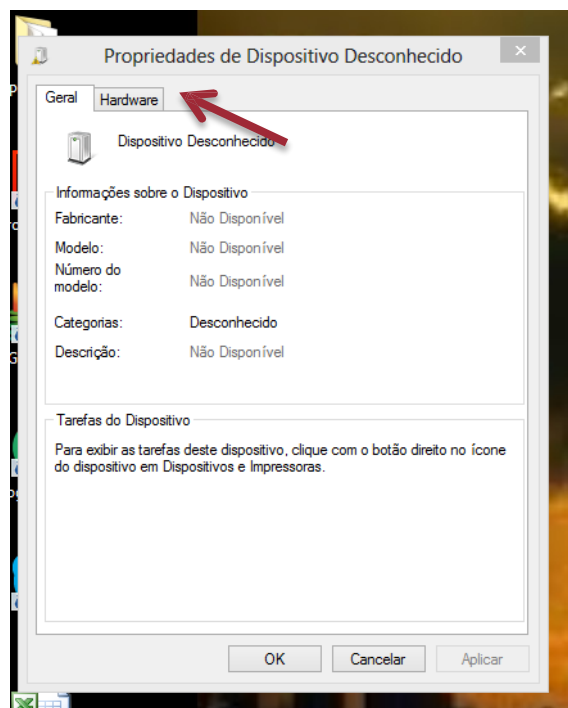 Propriedades de Dispositivo Desconhecido
Geral
Hardware
Dispositivo Desconhecido
Informações sobre o Dispositivo
Fabricante: Não Disponível
Modelo: Não Disponível
Número do
modelo: Não Disponível
Categorias: Desconhecido
Descrição: Não Disponível
Tarefas do Dispositivo
Para exibir as tarefas deste dispositivo, clique com o botão direito no ícone
do dispositivo em Dispositivos e Impressoras.
OK Cancelar Aplicar